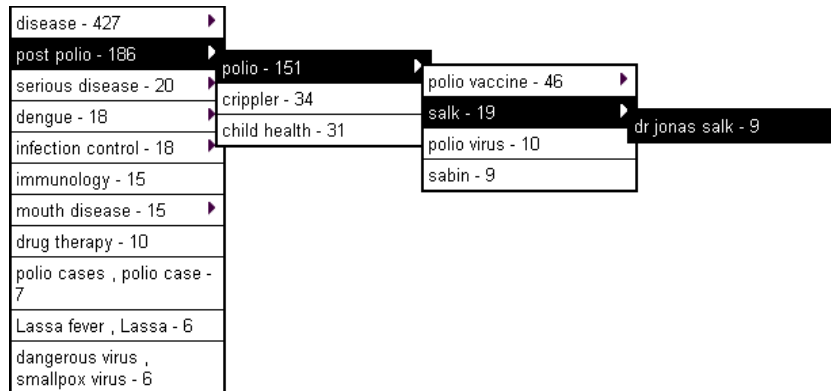 disease - 427
post polio - 186
serious disease - 20
dengue - 18
infection control - 18
immunology - 15
mouth disease - 15
drug therapy - 10
polio cases , polio case -
7
Lassa fever , Lassa - 6
dangerous virus ,
smallpox virus - 6
polio - 151
crippler - 34
child health - 31
polio vaccine - 46
salk - 19
polio virus - 10
sabin - 9
dr jonas salk - 9